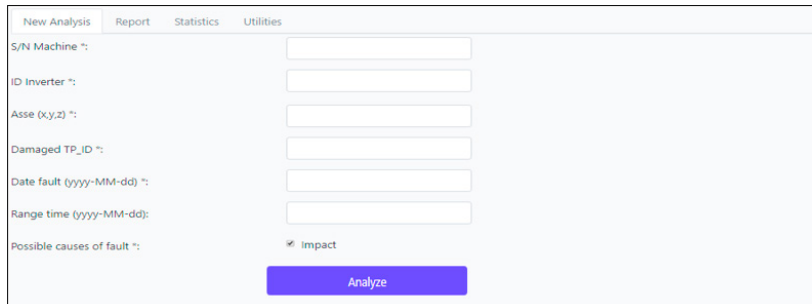 New Analysis Report Statistics Utilities
S/N Machine *:
ID Inverter *:
Asse (x,y,z) *:
Damaged TP_ID *:
Date fault (yyyy-MM-dd) *:
Range time (yyyy-MM-dd):
Possible causes of fault *: Impact
Analyze